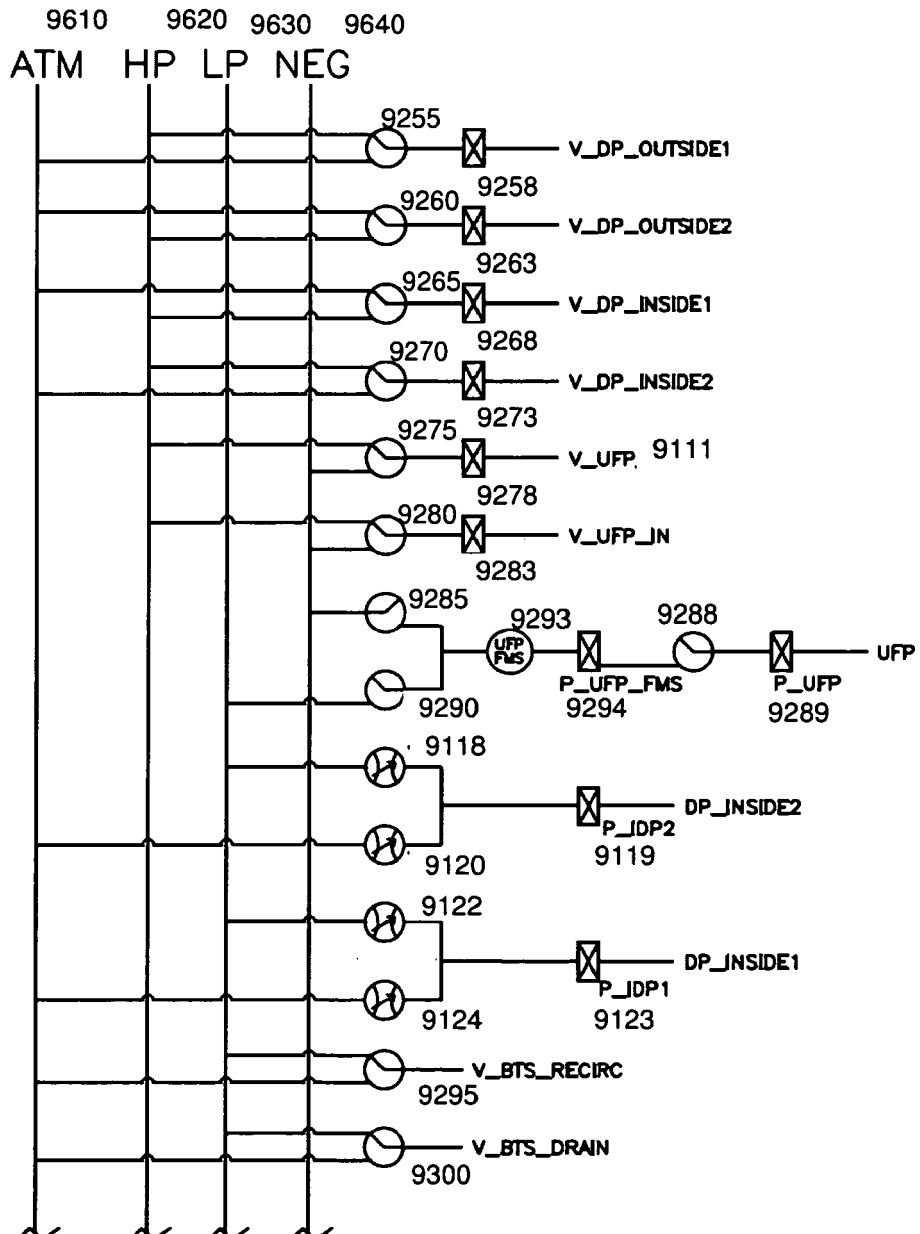 9610 9620 9630 9640
ATM HP LP NEG
9255
V_DP_OUTSIDE1
9258
9260
V_DP_OUTSIDE2
9263
9265
V_DP_INSIDE1
9268
9270
V_DP_INSIDE2
9273
9275
V_UFP. 9111
9278
9280
V_UFP_IN
9283
9285
9293
9288
UFP
FMS
UFP
P_UFP_FMS
P_UFP
9290
9294
9289
9118
DP_INSIDE2
P_IDP2
9120
9119
9122
DP_INSIDE1
P_IDP1
9124
9123
V_BTS_RECIRC
9295
V_BTS_DRAIN
9300